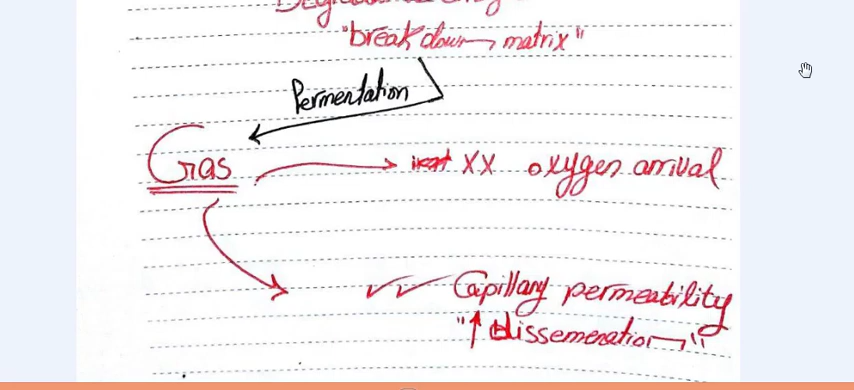 "break down → matrix"
Permentation
Gas → XX oxygen arrival
✓✓ Capillary permeability
"↑ dissemenation →"